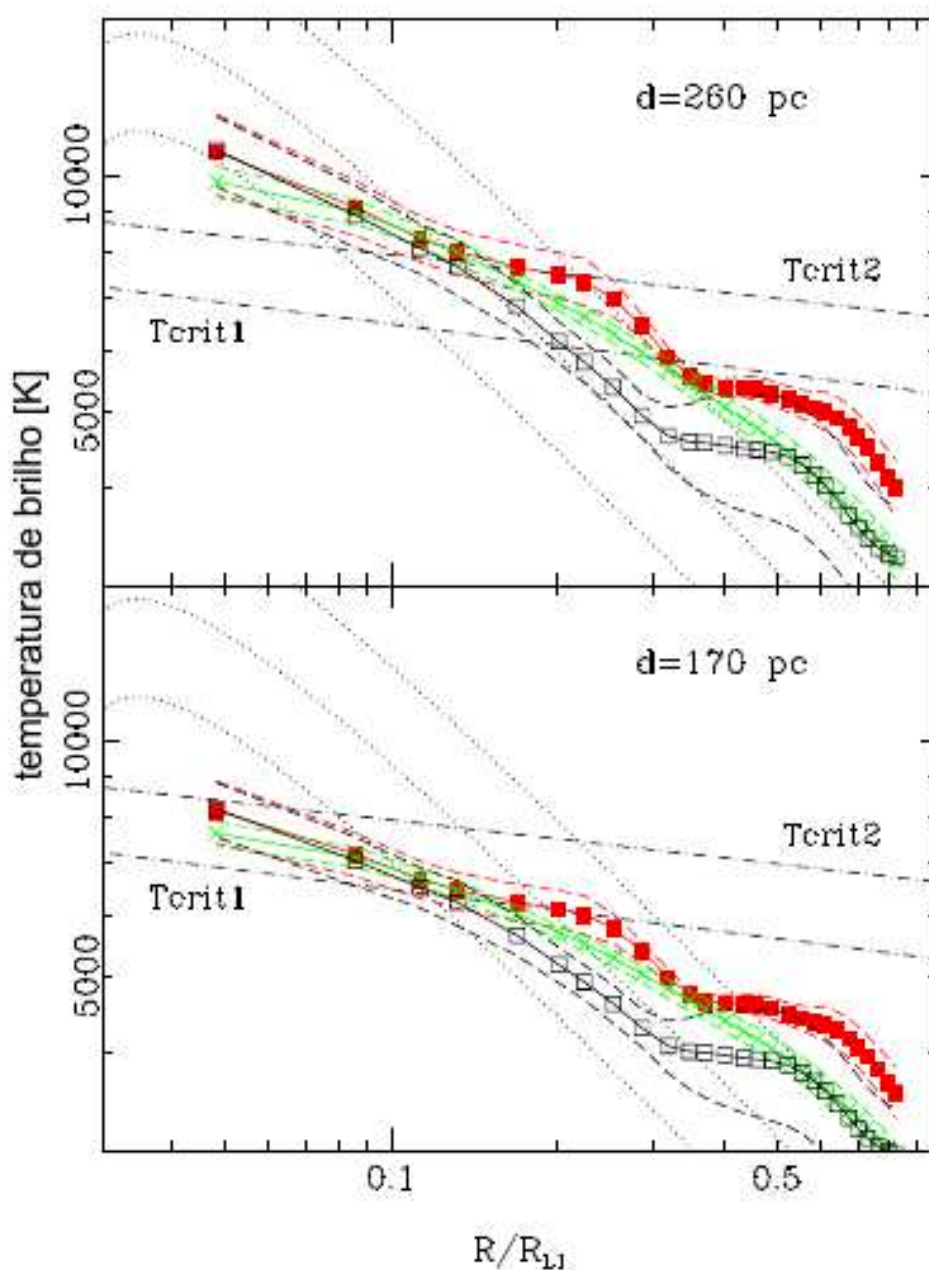 d=260 pc
10000
Tcrit2
Tcrit1
5000
temperatura de brilho [K]
d=170 pc
10000
Tcrit2
Tcrit1
5000
0.1 0.5
R/R_L1